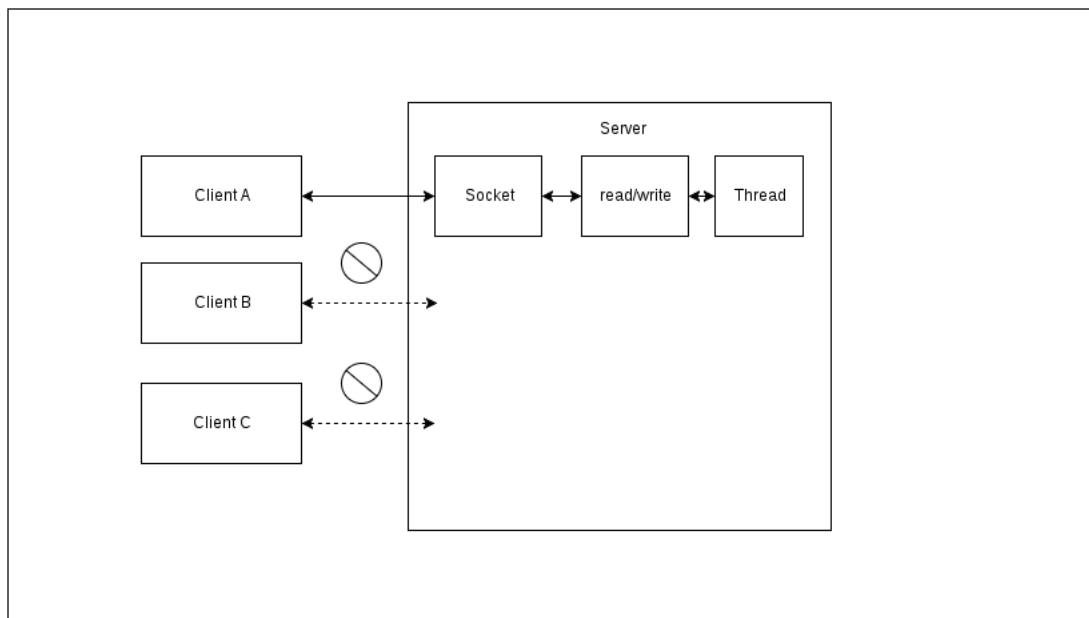 Server
Client A
Socket
read/write
Thread
Client B
Client C